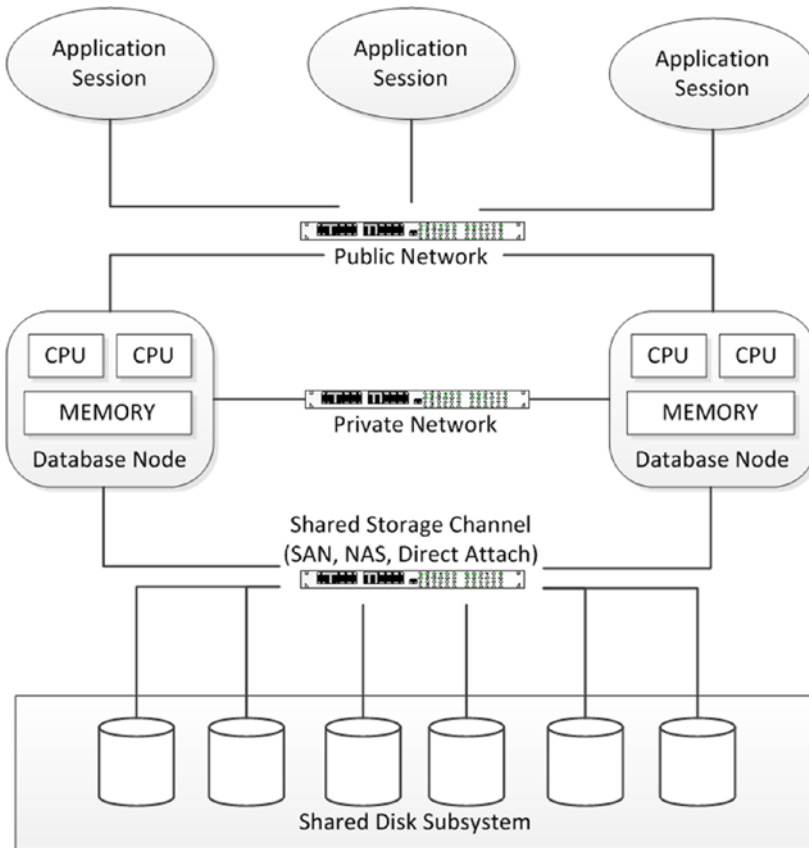 Application
Session
Application
Session
Application
Session
Public Network
CPU
CPU
MEMORY
Database Node
Private Network
CPU
CPU
MEMORY
Database Node
Shared Storage Channel
(SAN, NAS, Direct Attach)
Shared Disk Subsystem